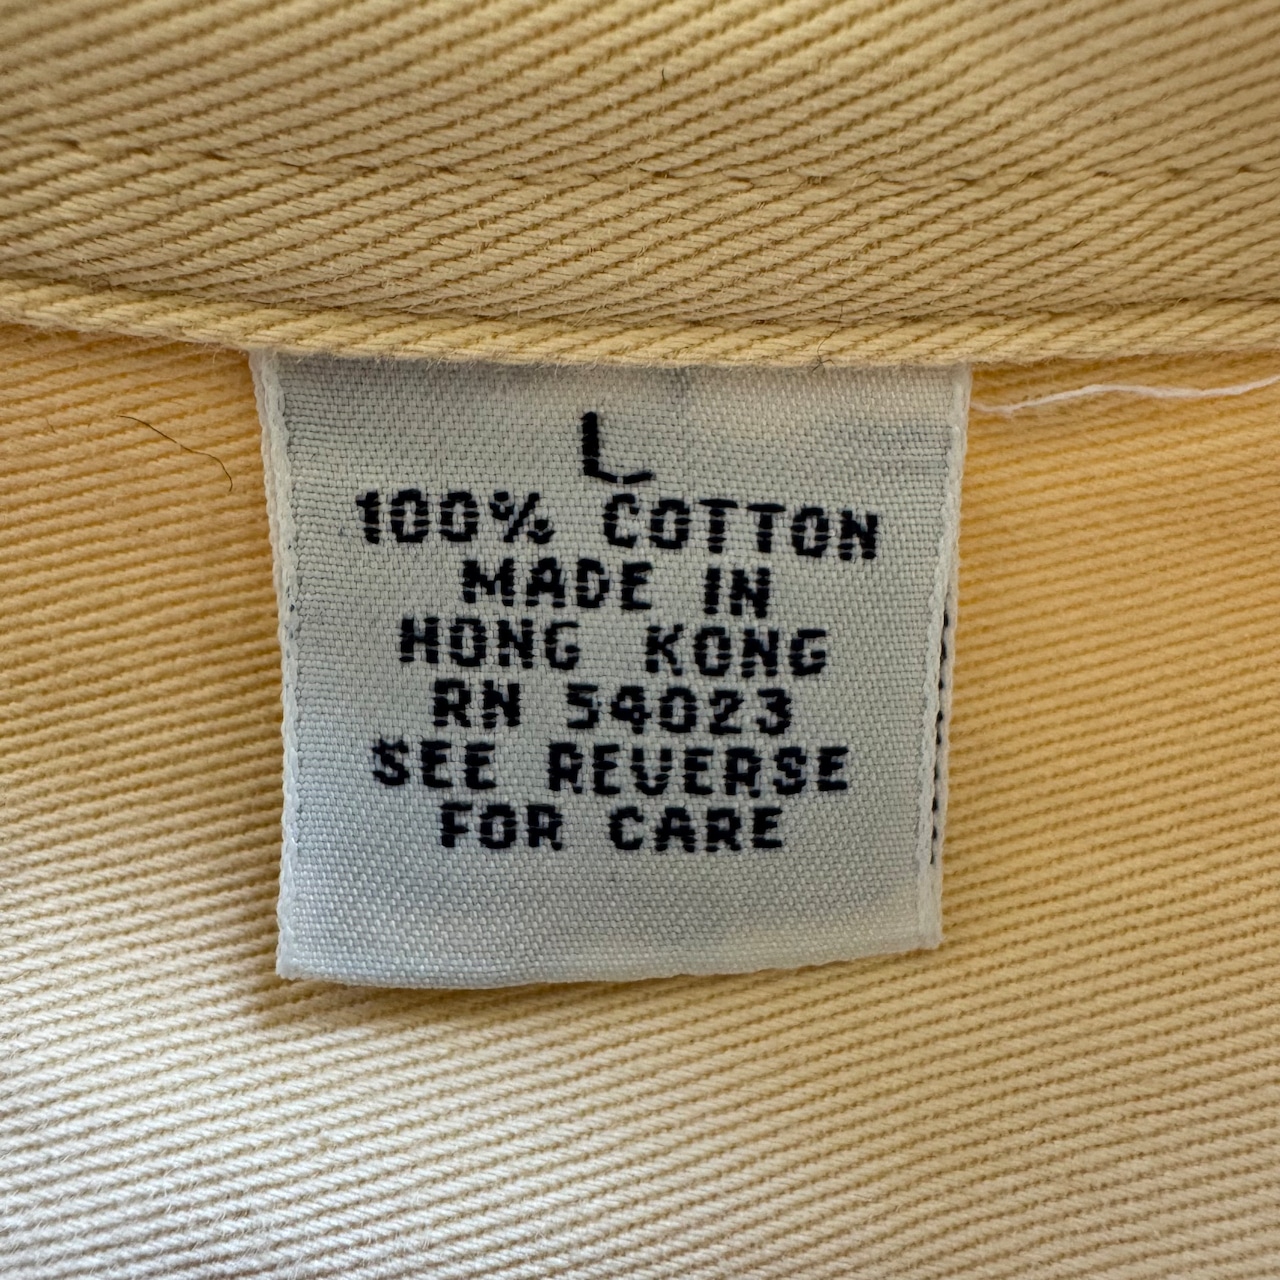 L
100% COTTON
MADE IN
HONG KONG
RN 54023
SEE REVERSE
FOR CARE